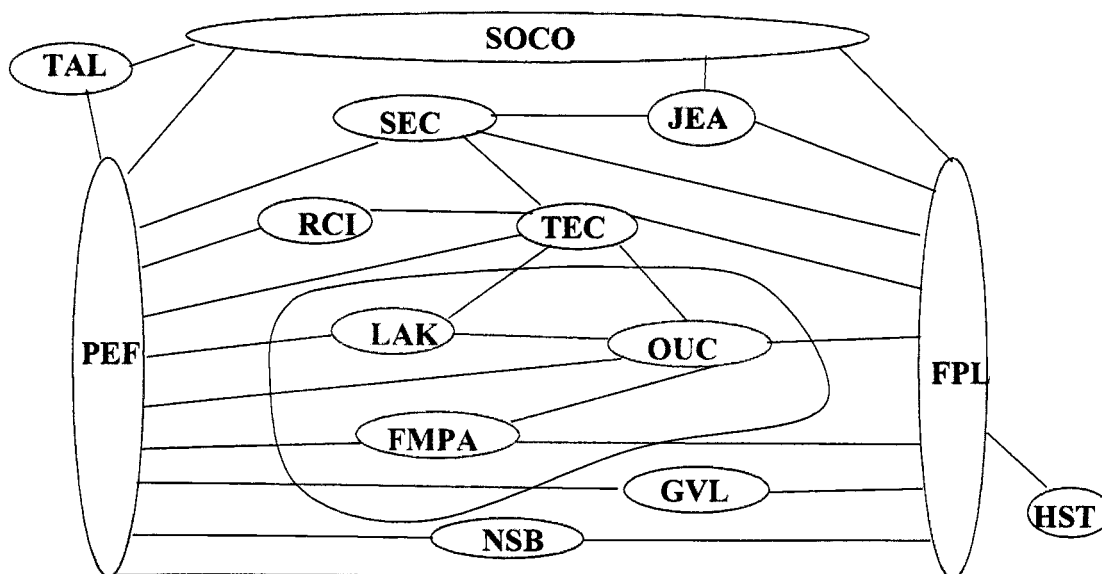 SOCO
TAL
SEC
JEA
RCI
TEC
LAK
OUC
PEF
FPL
FMPA
GVL
HST
NSB